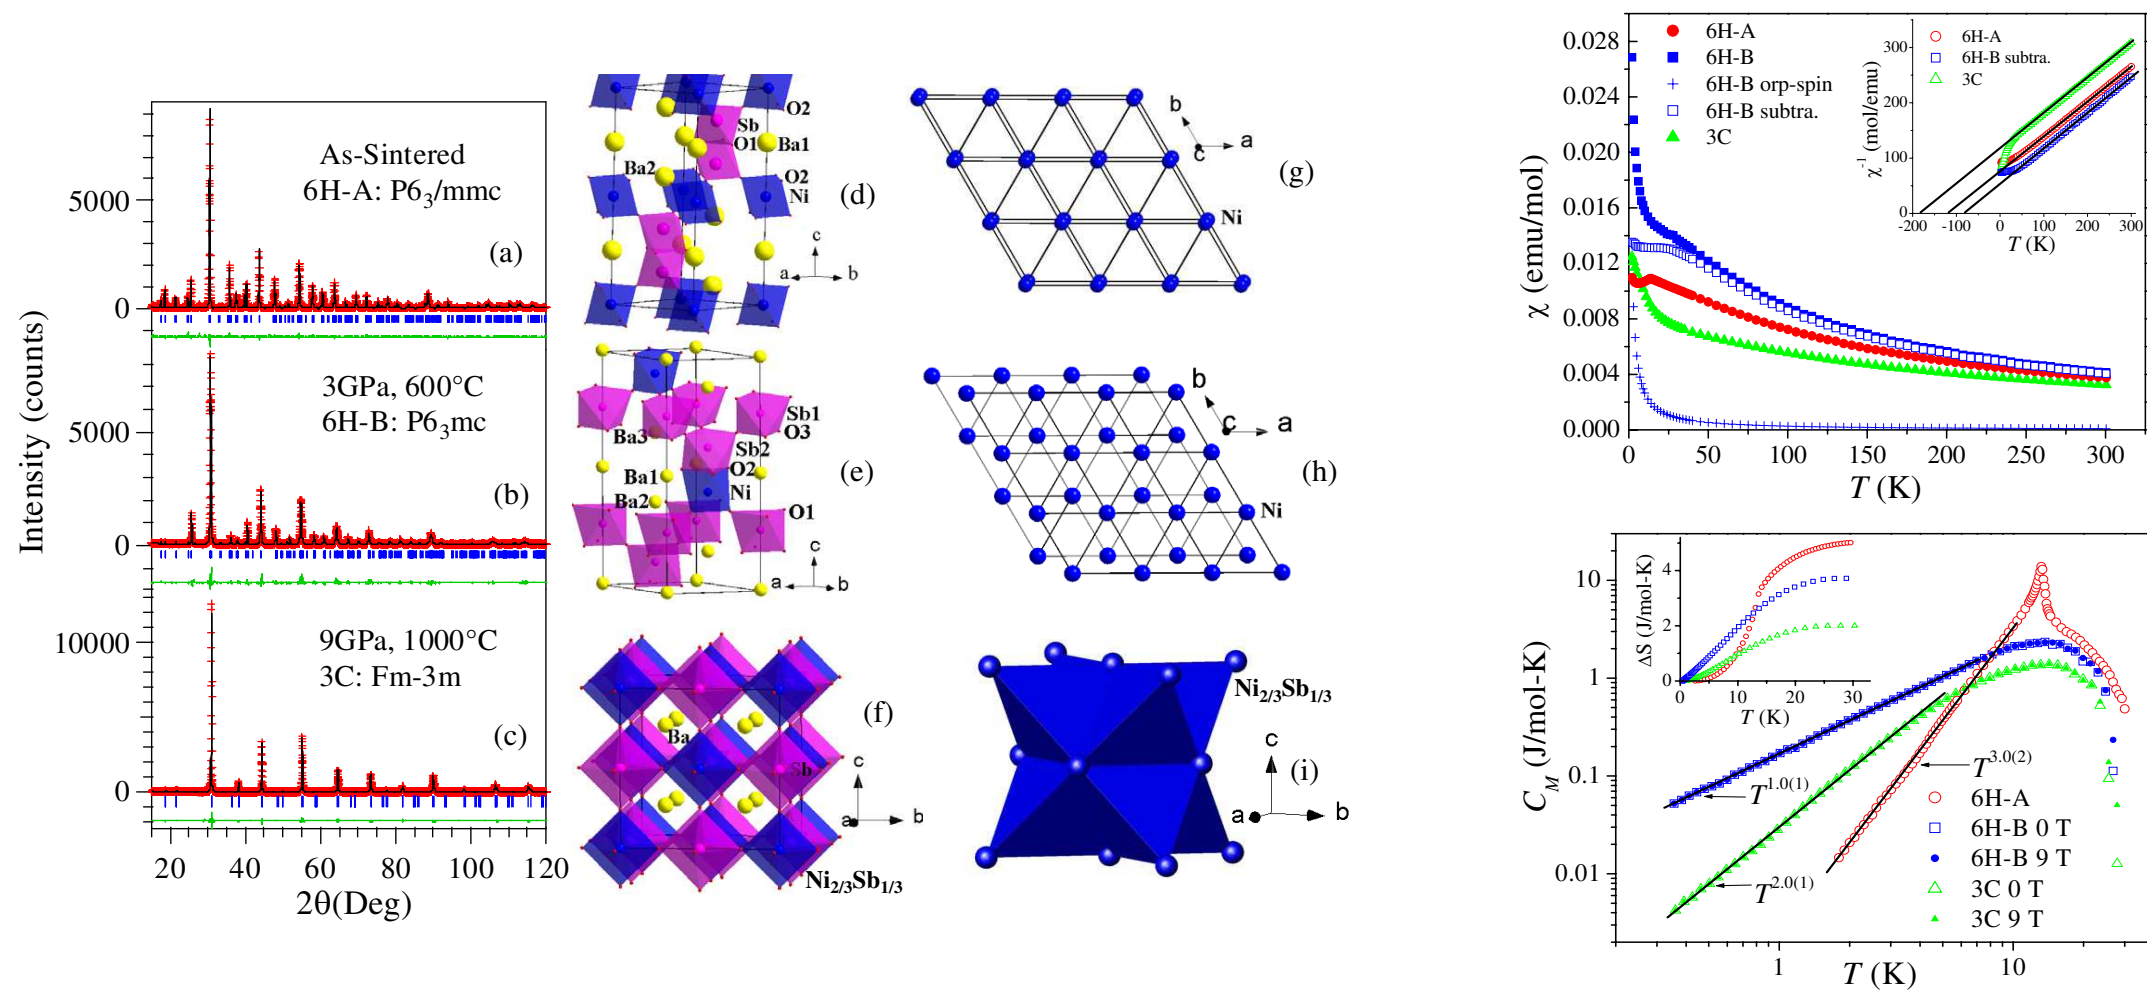 Intensity (counts)
5000
0
5000
0
10000
0
As-Sintered
6H-A: P6₃/mmc
(a)
3GPa, 600°C
6H-B: P6₃mc
(b)
9GPa, 1000°C
3C: Fm-3m
(c)
20 40 60 80 100 120
2θ(Deg)
O2
Sb
O1
Ba1
Ba2
O2
Ni
(d)
c
a b
Sb1
O3
Ba3
Sb2
O2
Ba1
Ni
Ba2
O1
(e)
c
a b
Ba
Sb
(f)
c
a b
Ni₂/₃Sb₁/₃
b
a
c
(g)
Ni
b
c a
(h)
Ni
Ni₂/₃Sb₁/₃
c
(i)
a b
χ (emu/mol)
0.028
0.024
0.020
0.016
0.012
0.008
0.004
0.000
6H-A
6H-B
6H-B orp-spin
6H-B subtra.
3C
χ⁻¹ (mol/emu)
300
200
100
0
6H-A
6H-B subtra.
3C
-200 -100 0 100 200 300
T (K)
0 50 100 150 200 250 300
T (K)
C_M (J/mol-K)
10
1
0.1
0.01
ΔS (J/mol-K)
4
2
0
0 10 20 30
T (K)
T^1.0(1)
T^2.0(1)
T^3.0(2)
6H-A
6H-B 0 T
6H-B 9 T
3C 0 T
3C 9 T
1 10
T (K)